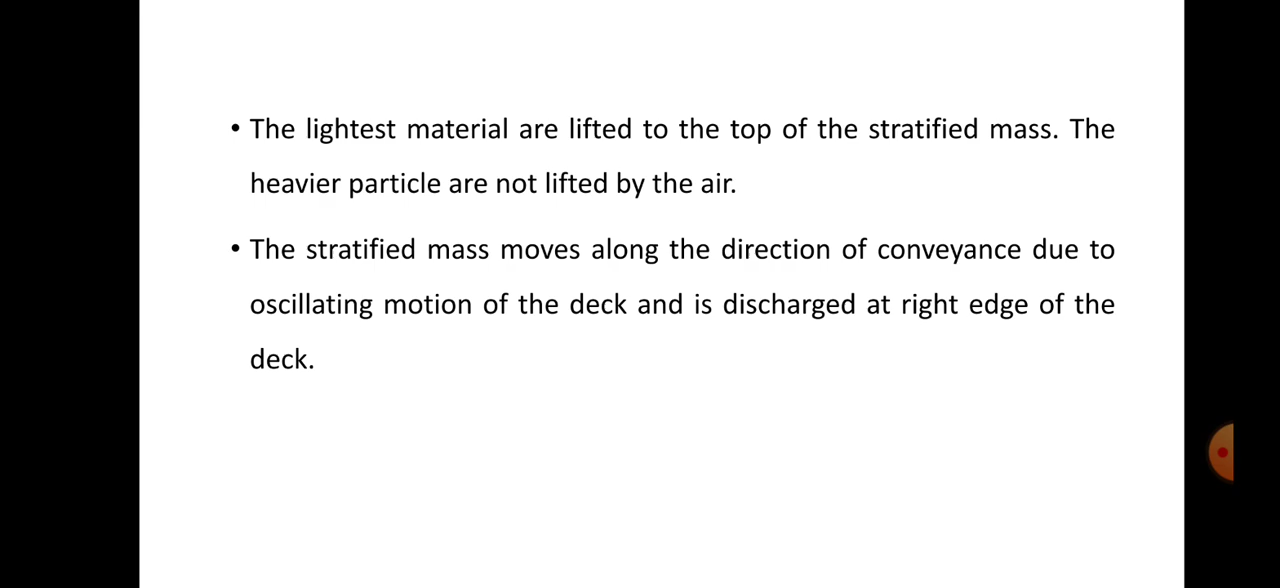 • The lightest material are lifted to the top of the stratified mass. The
heavier particle are not lifted by the air.
• The stratified mass moves along the direction of conveyance due to
oscillating motion of the deck and is discharged at right edge of the
deck.